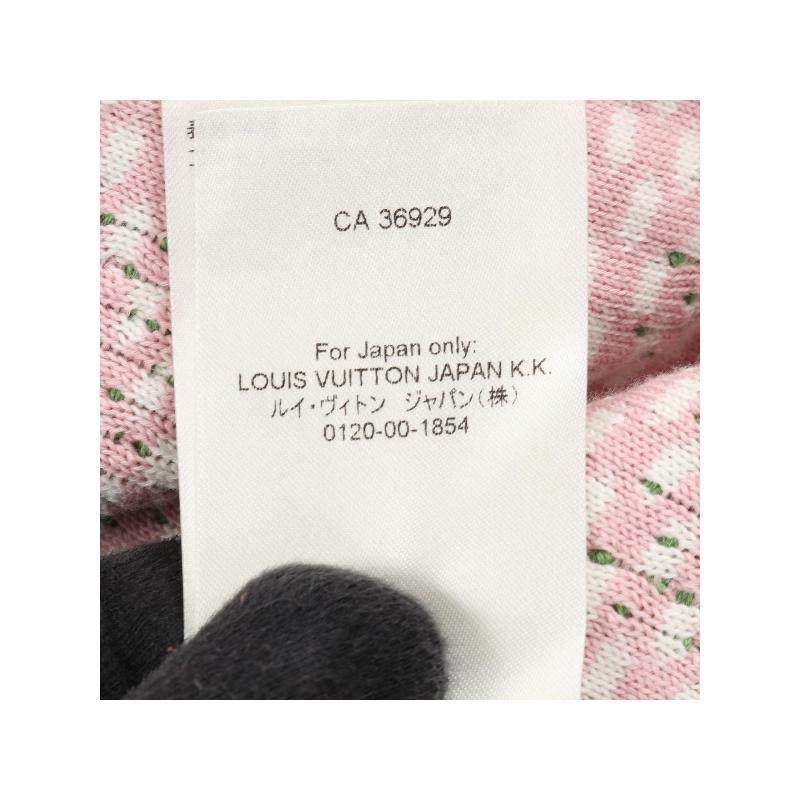 CA 36929
For Japan only:
LOUIS VUITTON JAPAN K.K.
ルイ・ヴィトン ジャパン(株)
0120-00-1854